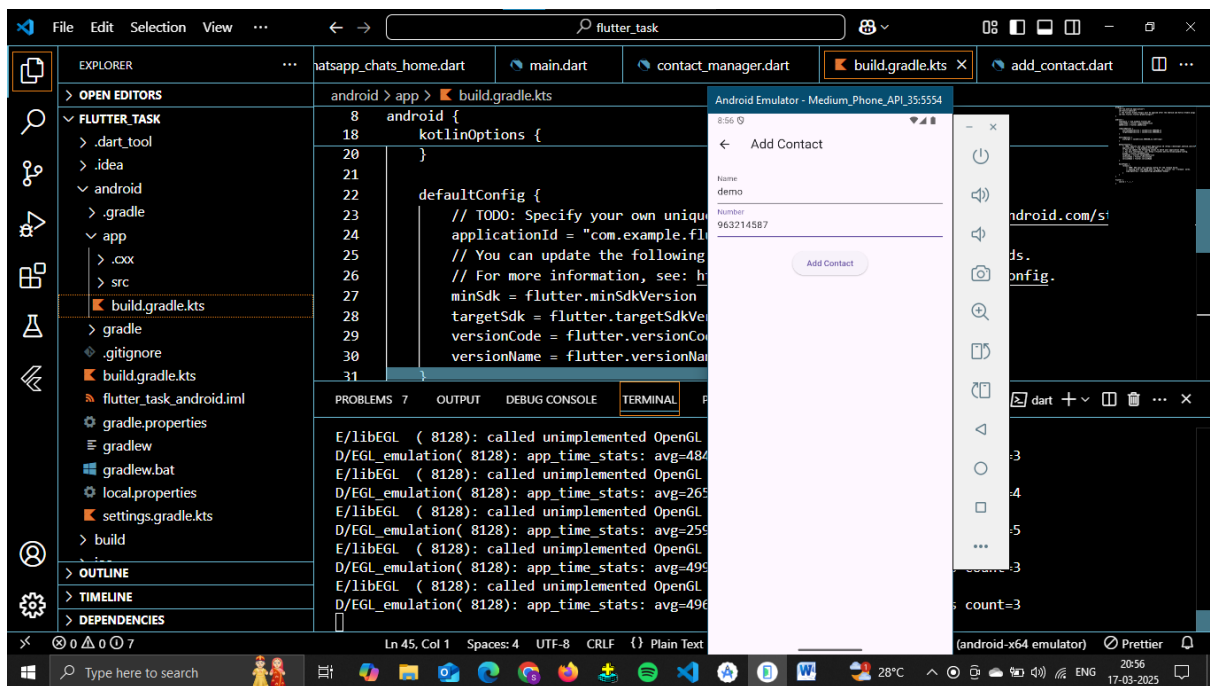 File Edit Selection View ··· flutter_task
EXPLORER ···
OPEN EDITORS
FLUTTER_TASK
.dart_tool
.idea
android
.gradle
app
.cxx
src
build.gradle.kts
gradle
.gitignore
build.gradle.kts
flutter_task_android.iml
gradle.properties
gradlew
gradlew.bat
local.properties
settings.gradle.kts
build
OUTLINE
TIMELINE
DEPENDENCIES
atsapp_chats_home.dart main.dart contact_manager.dart build.gradle.kts add_contact.dart ···
android > app > build.gradle.kts
8 android {
18 kotlinOptions {
20 }
21
22 defaultConfig {
23 // TODO: Specify your own uniqu ndroid.com/st
24 applicationId = "com.example.fl
25 // You can update the following ds.
26 // For more information, see: h onfig.
27 minSdk = flutter.minSdkVersion
28 targetSdk = flutter.targetSdkVe
29 versionCode = flutter.versionCo
30 versionName = flutter.versionNa
31 }
PROBLEMS 7 OUTPUT DEBUG CONSOLE TERMINAL P dart ···
E/libEGL ( 8128): called unimplemented OpenGL
D/EGL_emulation( 8128): app_time_stats: avg=484 =3
E/libEGL ( 8128): called unimplemented OpenGL
D/EGL_emulation( 8128): app_time_stats: avg=265 =4
E/libEGL ( 8128): called unimplemented OpenGL
D/EGL_emulation( 8128): app_time_stats: avg=259 =5
E/libEGL ( 8128): called unimplemented OpenGL
D/EGL_emulation( 8128): app_time_stats: avg=499 count=3
E/libEGL ( 8128): called unimplemented OpenGL
D/EGL_emulation( 8128): app_time_stats: avg=496 s count=3
Android Emulator - Medium_Phone_API_35:5554
8:56
Add Contact
Name
demo
Number
963214587
Add Contact
0 0 7 Ln 45, Col 1 Spaces: 4 UTF-8 CRLF {} Plain Text (android-x64 emulator) Prettier
Type here to search 28°C ENG 20:56
17-03-2025